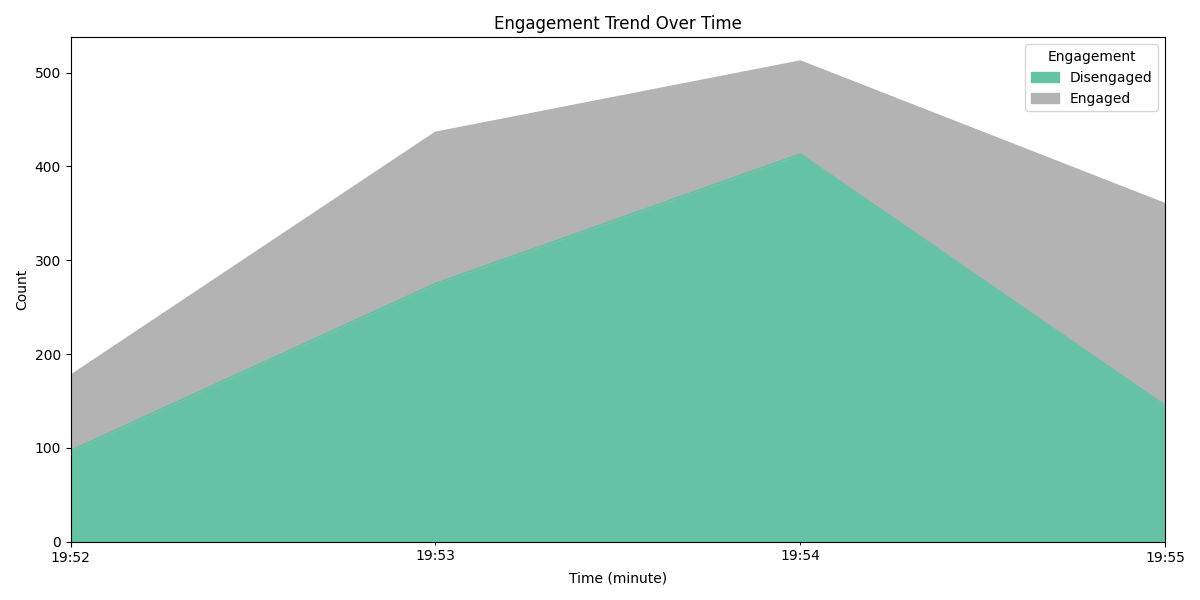 Engagement Trend Over Time
Engagement
Disengaged
Engaged
500
400
300
200
100
0
Count
19:52
19:53
19:54
19:55
Time (minute)